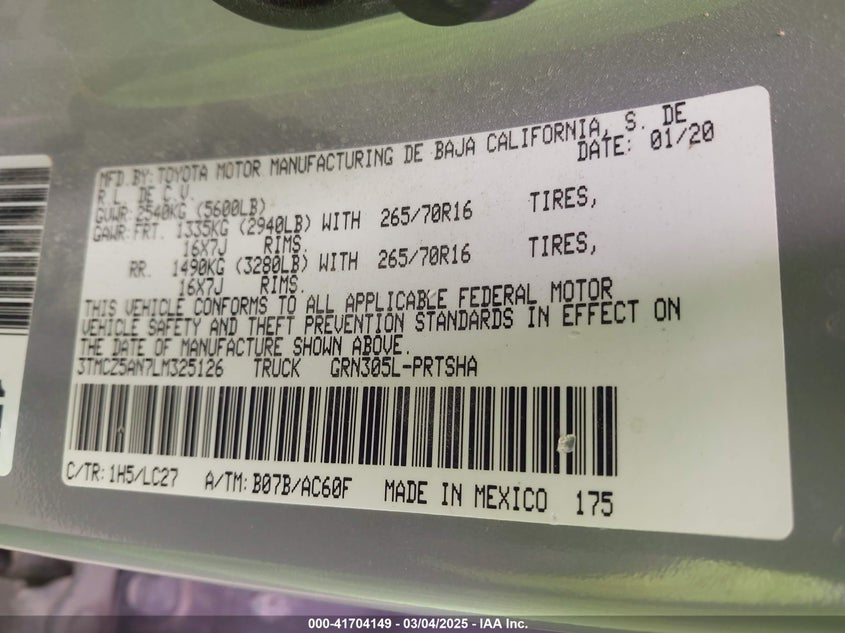 MFD.BY: TOYOTA MOTOR MANUFACTURING DE BAJA CALIFORNIA, S. DE
R.L. DE C.V. DATE: 01/20
GVWR: 2540KG (5600LB)
GAWR: FRT. 1335KG (2940LB) WITH 265/70R16 TIRES,
16X7J RIMS.
RR. 1490KG (3280LB) WITH 265/70R16 TIRES,
16X7J RIMS.
THIS VEHICLE CONFORMS TO ALL APPLICABLE FEDERAL MOTOR
VEHICLE SAFETY AND THEFT PREVENTION STANDARDS IN EFFECT ON
THE DATE OF MANUFACTURE SHOWN ABOVE.
3TMCZ5AN7LM325126 TRUCK GRN305L-PRTSHA
C/TR: 1H5/LC27 A/TM: B07B/AC60F MADE IN MEXICO 175
000-41704149 - 03/04/2025 - IAA Inc.